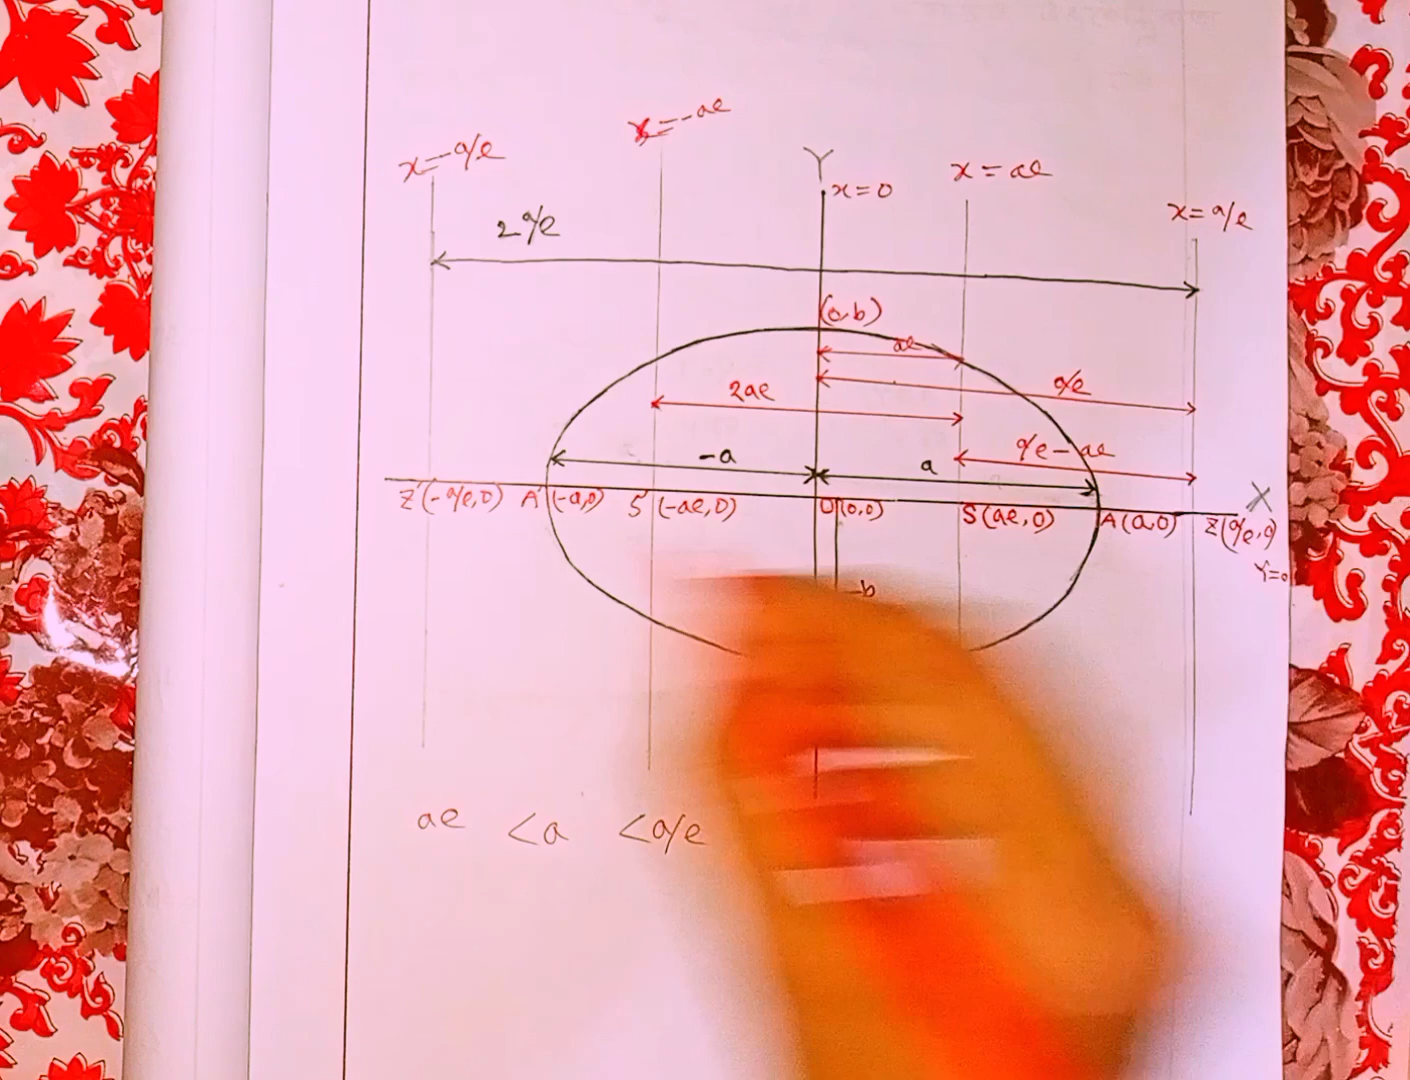 x=-a/e
x=-ae
Y
x=0
x=ae
x=a/e
2a/e
(o,b)
ae
a/e
2ae
a/e-ae
-a
a
Z'(-a/e,0)
A'(-a,0)
S'(-ae,0)
O(0,0)
S(ae,0)
A(a,0)
Z(a/e,0)
X
Y=0
-b
ae <a <a/e